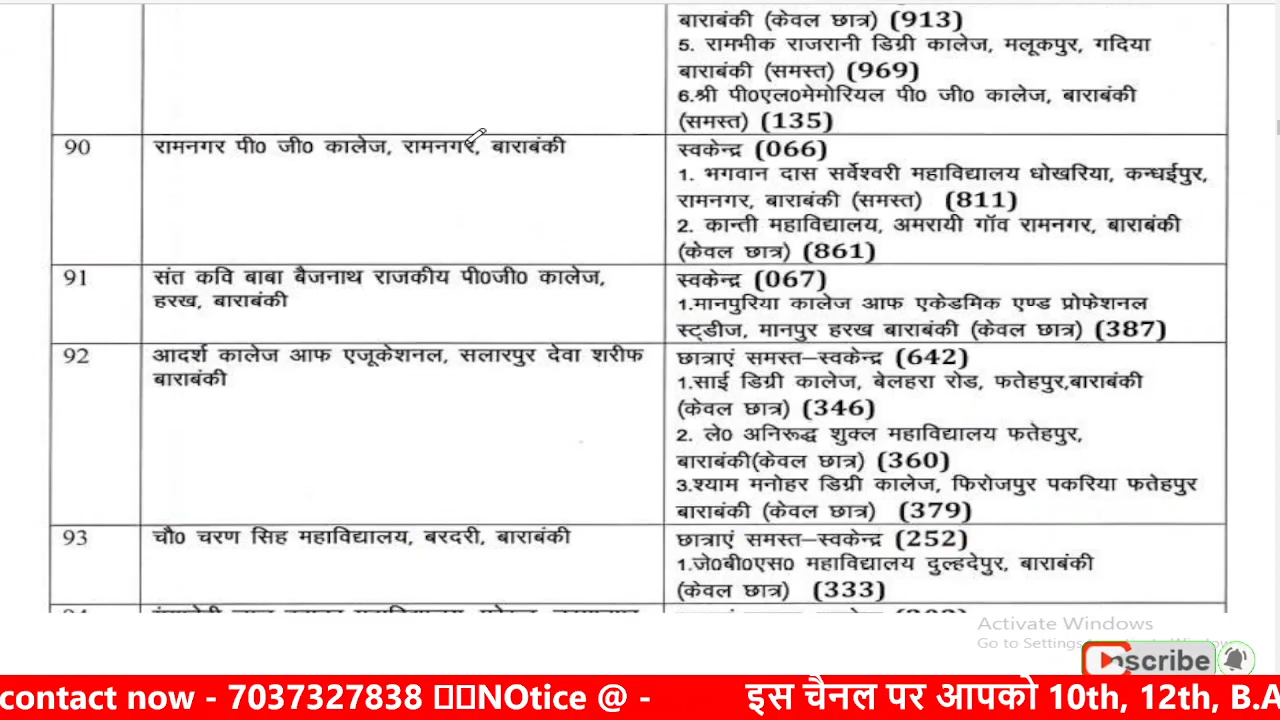 बाराबंकी (केवल छात्र) (913)
5. रामभीक राजरानी डिग्री कालेज, मलूकपुर, गदिया
बाराबंकी (समस्त) (969)
6.श्री पी0एल0मेमोरियल पी0 जी0 कालेज, बाराबंकी
(समस्त) (135)
90
रामनगर पी0 जी0 कालेज, रामनगर, बाराबंकी
स्वकेन्द्र (066)
1. भगवान दास सर्वेश्वरी महाविद्यालय धोखरिया, कन्धईपुर,
रामनगर, बाराबंकी (समस्त) (811)
2. कान्ती महाविद्यालय, अमरायी गॉव रामनगर, बाराबंकी
(केवल छात्र) (861)
91
संत कवि बाबा बैजनाथ राजकीय पी0जी0 कालेज,
हरख, बाराबंकी
स्वकेन्द्र (067)
1.मानपुरिया कालेज आफ एकेडमिक एण्ड प्रोफेशनल
स्ट्डीज, मानपुर हरख बाराबंकी (केवल छात्र) (387)
92
आदर्श कालेज आफ एजूकेशनल, सलारपुर देवा शरीफ
बाराबंकी
छात्राएं समस्त–स्वकेन्द्र (642)
1.साई डिग्री कालेज, बेलहरा रोड, फतेहपुर,बाराबंकी
(केवल छात्र) (346)
2. ले0 अनिरूद्ध शुक्ल महाविद्यालय फतेहपुर,
बाराबंकी(केवल छात्र) (360)
3.श्याम मनोहर डिग्री कालेज, फिरोजपुर पकरिया फतेहपुर
बाराबंकी (केवल छात्र) (379)
93
चौ0 चरण सिह महाविद्यालय, बरदरी, बाराबंकी
छात्राएं समस्त–स्वकेन्द्र (252)
1.जे0बी0एस0 महाविद्यालय दुल्हदेपुर, बाराबंकी
(केवल छात्र) (333)
Activate Windows
Go to Settings
scribe
contact now - 7037327838 NOtice @ - इस चैनल पर आपको 10th, 12th, B.A